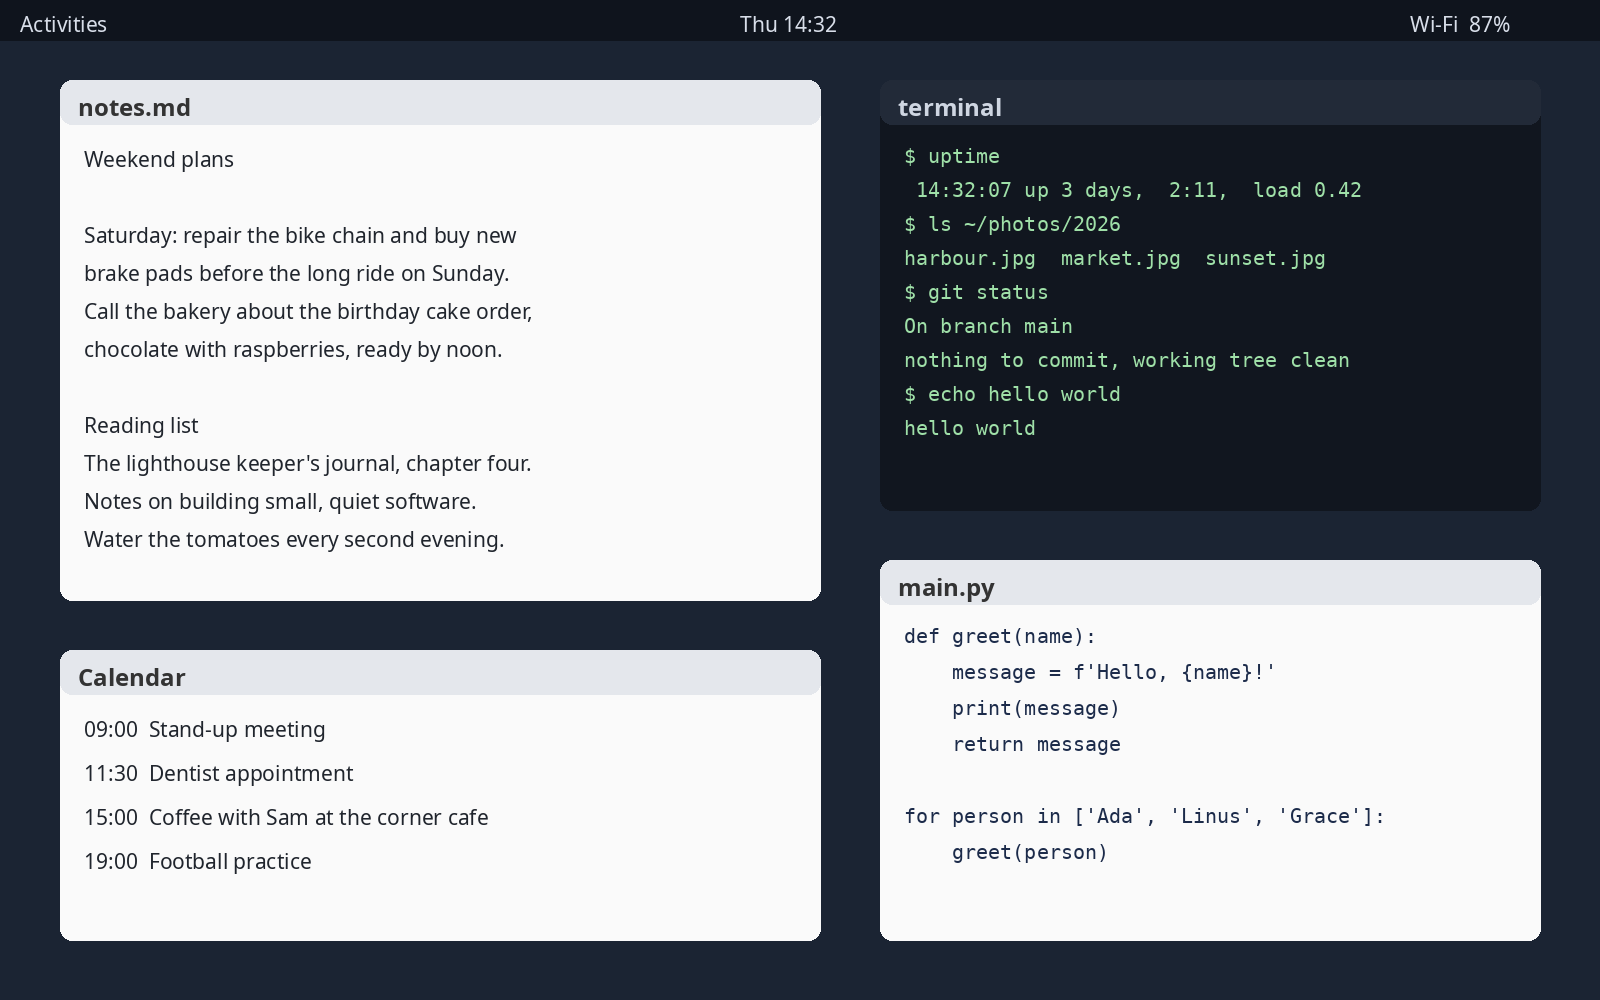 Activities
Thu 14:32
Wi-Fi  87%
notes.md
Weekend plans
Saturday: repair the bike chain and buy new
brake pads before the long ride on Sunday.
Call the bakery about the birthday cake order,
chocolate with raspberries, ready by noon.
Reading list
The lighthouse keeper's journal, chapter four.
Notes on building small, quiet software.
Water the tomatoes every second evening.
Calendar
09:00  Stand-up meeting
11:30  Dentist appointment
15:00  Coffee with Sam at the corner cafe
19:00  Football practice
terminal
$ uptime
 14:32:07 up 3 days,  2:11,  load 0.42
$ ls ~/photos/2026
harbour.jpg  market.jpg  sunset.jpg
$ git status
On branch main
nothing to commit, working tree clean
$ echo hello world
hello world
main.py
def greet(name):
    message = f'Hello, {name}!'
    print(message)
    return message
for person in ['Ada', 'Linus', 'Grace']:
    greet(person)